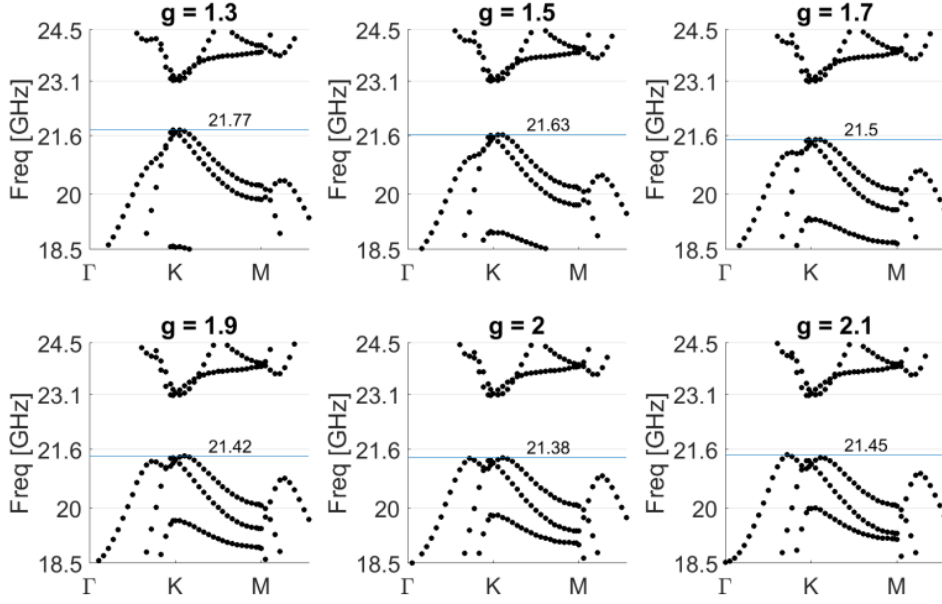 g = 1.3
24.5
23.1
21.6
20
18.5
Freq [GHz]
21.77
Γ K M
g = 1.5
24.5
23.1
21.6
20
18.5
Freq [GHz]
21.63
Γ K M
g = 1.7
24.5
23.1
21.6
20
18.5
Freq [GHz]
21.5
Γ K M
g = 1.9
24.5
23.1
21.6
20
18.5
Freq [GHz]
21.42
Γ K M
g = 2
24.5
23.1
21.6
20
18.5
Freq [GHz]
21.38
Γ K M
g = 2.1
24.5
23.1
21.6
20
18.5
Freq [GHz]
21.45
Γ K M